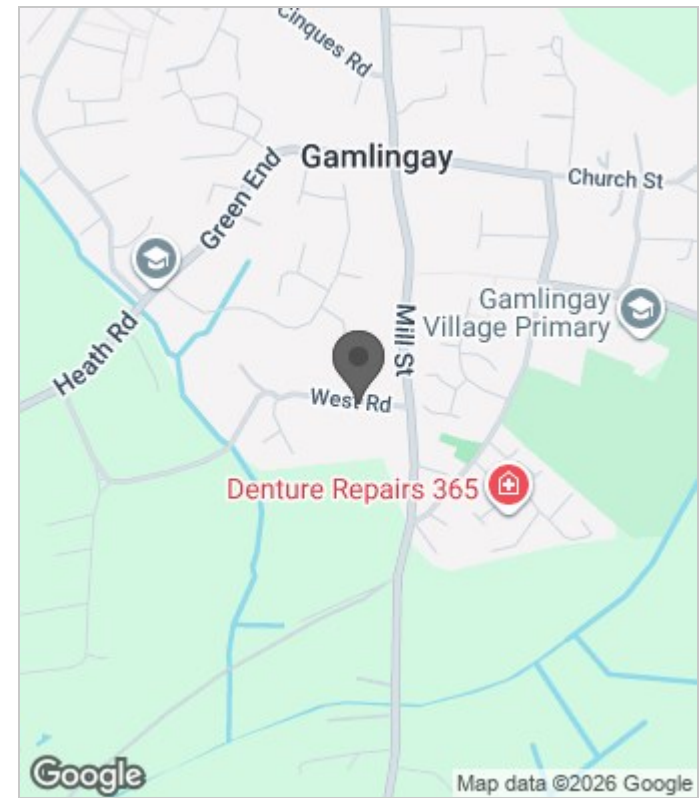 Cinques Rd
Gamlingay
Church St
Green End
Gamlingay
Village Primary
Mill St
Heath Rd
West Rd
Denture Repairs 365
Google
Map data ©2026 Google